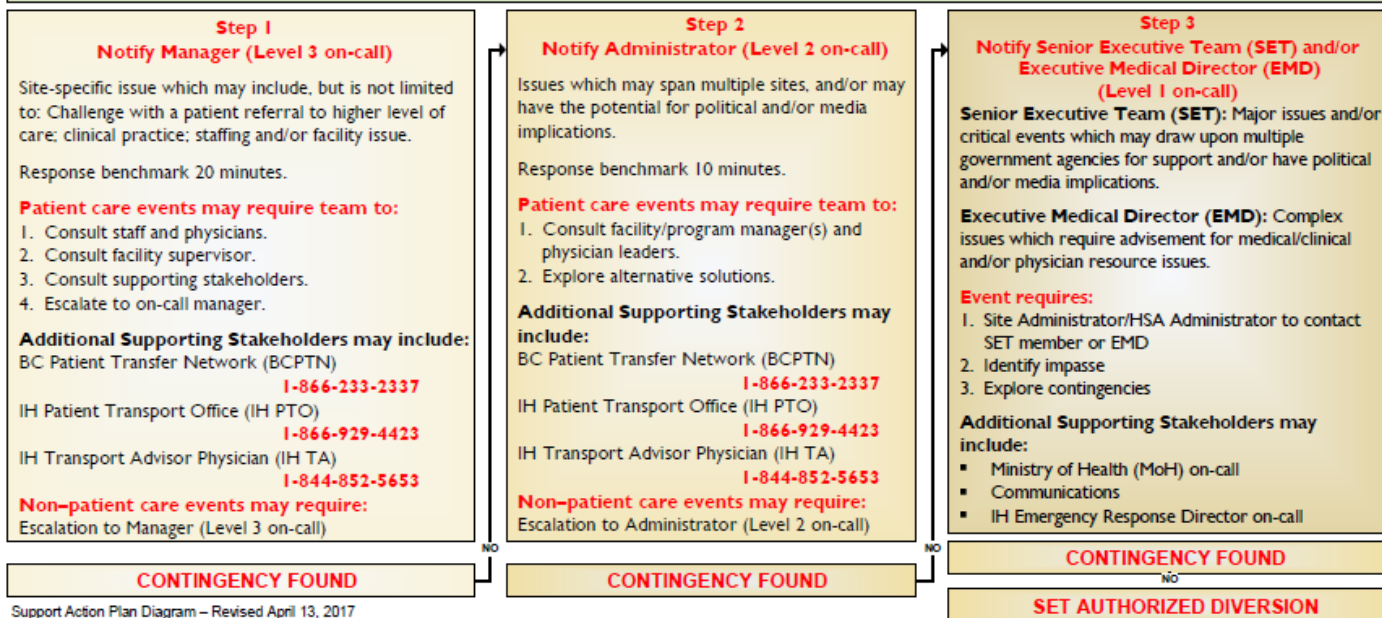 Step 1
Notify Manager (Level 3 on-call)
Site-specific issue which may include, but is not limited
to: Challenge with a patient referral to higher level of
care; clinical practice; staffing and/or facility issue.
Response benchmark 20 minutes.
Patient care events may require team to:
1. Consult staff and physicians.
2. Consult facility supervisor.
3. Consult supporting stakeholders.
4. Escalate to on-call manager.
Additional Supporting Stakeholders may include:
BC Patient Transfer Network (BCPTN)
1-866-233-2337
IH Patient Transport Office (IH PTO)
1-866-929-4423
IH Transport Advisor Physician (IH TA)
1-844-852-5653
Non–patient care events may require:
Escalation to Manager (Level 3 on-call)
NO
CONTINGENCY FOUND
Step 2
Notify Administrator (Level 2 on-call)
Issues which may span multiple sites, and/or may
have the potential for political and/or media
implications.
Response benchmark 10 minutes.
Patient care events may require team to:
1. Consult facility/program manager(s) and
physician leaders.
2. Explore alternative solutions.
Additional Supporting Stakeholders may
include:
BC Patient Transfer Network (BCPTN)
1-866-233-2337
IH Patient Transport Office (IH PTO)
1-866-929-4423
IH Transport Advisor Physician (IH TA)
1-844-852-5653
Non–patient care events may require:
Escalation to Administrator (Level 2 on-call)
NO
CONTINGENCY FOUND
Step 3
Notify Senior Executive Team (SET) and/or
Executive Medical Director (EMD)
(Level 1 on-call)
Senior Executive Team (SET): Major issues and/or
critical events which may draw upon multiple
government agencies for support and/or have political
and/or media implications.
Executive Medical Director (EMD): Complex
issues which require advisement for medical/clinical
and/or physician resource issues.
Event requires:
1. Site Administrator/HSA Administrator to contact
SET member or EMD
2. Identify impasse
3. Explore contingencies
Additional Supporting Stakeholders may
include:
▪ Ministry of Health (MoH) on-call
▪ Communications
▪ IH Emergency Response Director on-call
CONTINGENCY FOUND
NO
SET AUTHORIZED DIVERSION
Support Action Plan Diagram – Revised April 13, 2017